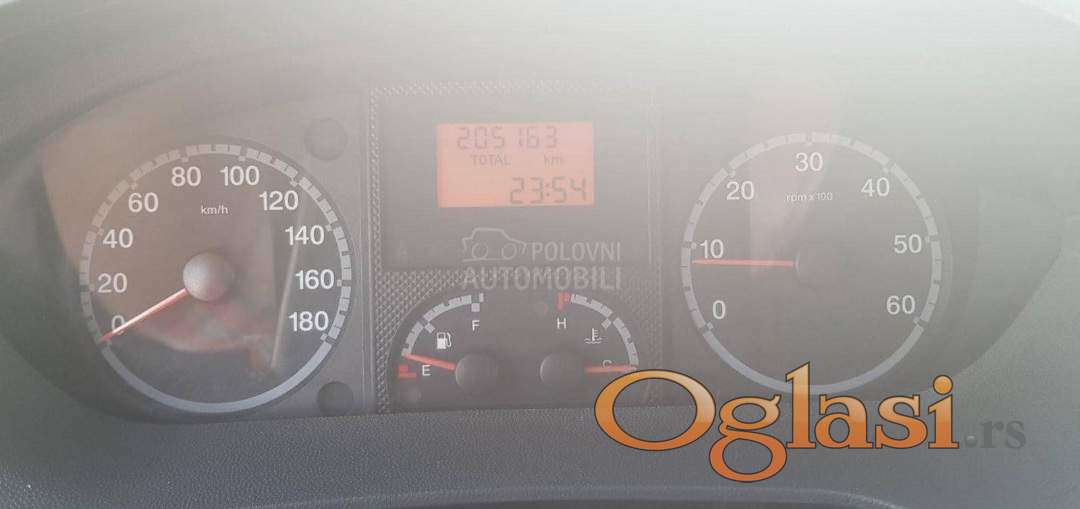 205163
TOTAL km
23:54
0 20 40 60 80 100 120 140 160 180
km/h
0 10 20 30 40 50 60
rpm x 100
F
E
H
C
POLOVNI
AUTOMOBILI
Oglasi.rs